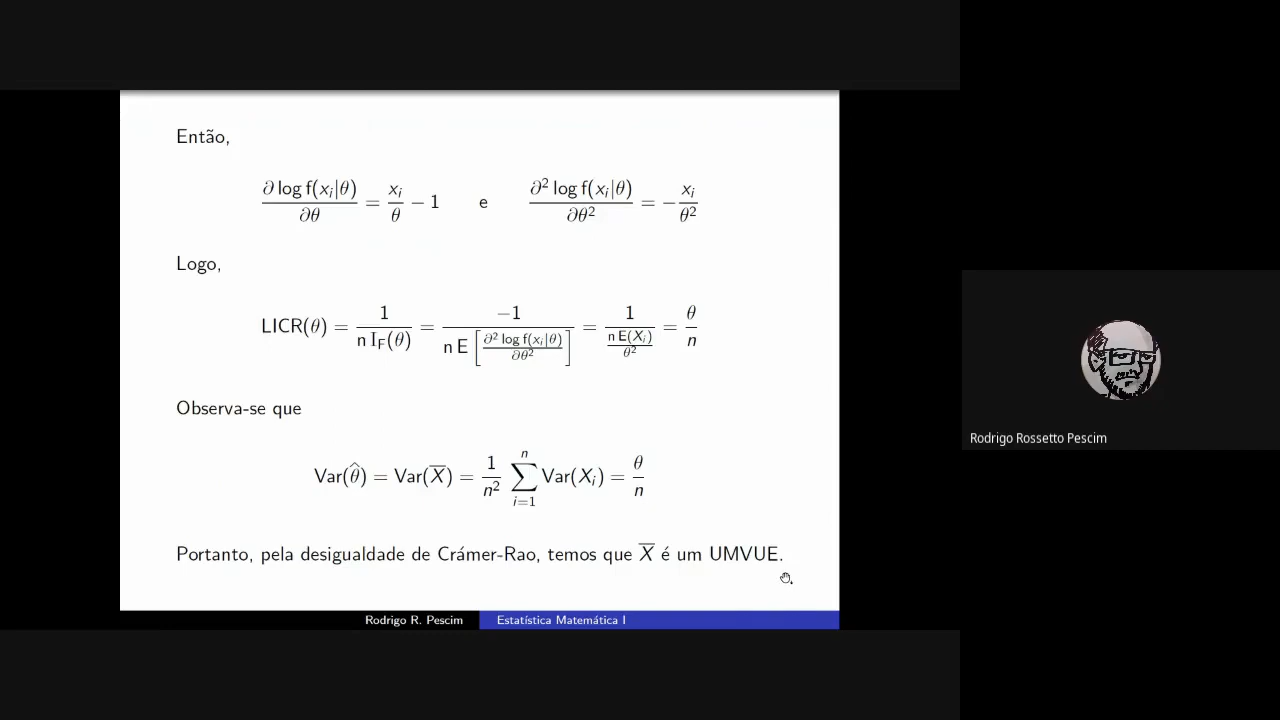 Então,
∂ log f(xᵢ|θ) / ∂θ = xᵢ/θ − 1 e ∂² log f(xᵢ|θ) / ∂θ² = − xᵢ/θ²
Logo,
LICR(θ) = 1 / (n I_F(θ)) = −1 / (n E[∂² log f(xᵢ|θ) / ∂θ²]) = 1 / (n E(Xᵢ)/θ²) = θ/n
Observa-se que
Var(θ̂) = Var(X̄) = 1/n² ∑ᵢ₌₁ⁿ Var(Xᵢ) = θ/n
Portanto, pela desigualdade de Crámer-Rao, temos que X̄ é um UMVUE.
Rodrigo R. Pescim Estatística Matemática I
Rodrigo Rossetto Pescim